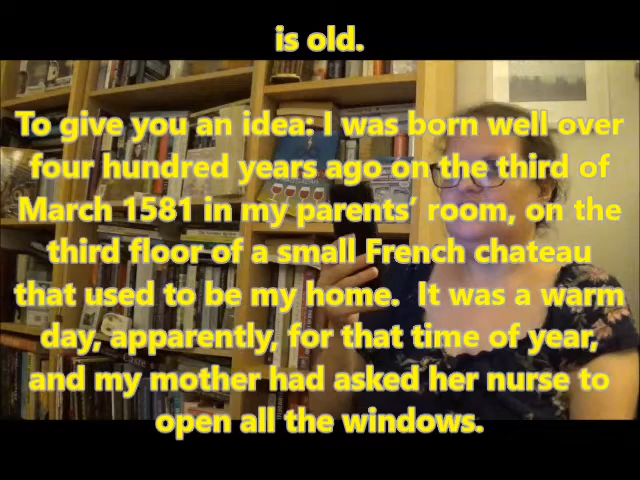 is old.
To give you an idea: I was born well over
four hundred years ago on the third of
March 1581 in my parents’ room, on the
third floor of a small French chateau
that used to be my home.  It was a warm
day, apparently, for that time of year,
and my mother had asked her nurse to
open all the windows.